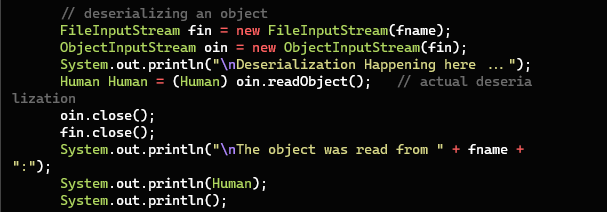 // deserializing an object
FileInputStream fin = new FileInputStream(fname);
ObjectInputStream oin = new ObjectInputStream(fin);
System.out.println("\nDeserialization Happening here ...");
Human Human = (Human) oin.readObject();   // actual deseria
lization
oin.close();
fin.close();
System.out.println("\nThe object was read from " + fname +
":");
System.out.println(Human);
System.out.println();